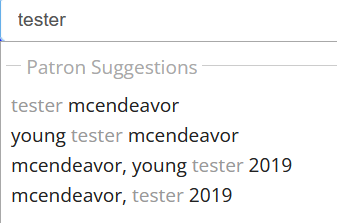 tester
Patron Suggestions
tester mcendeavor
young tester mcendeavor
mcendeavor, young tester 2019
mcendeavor, tester 2019